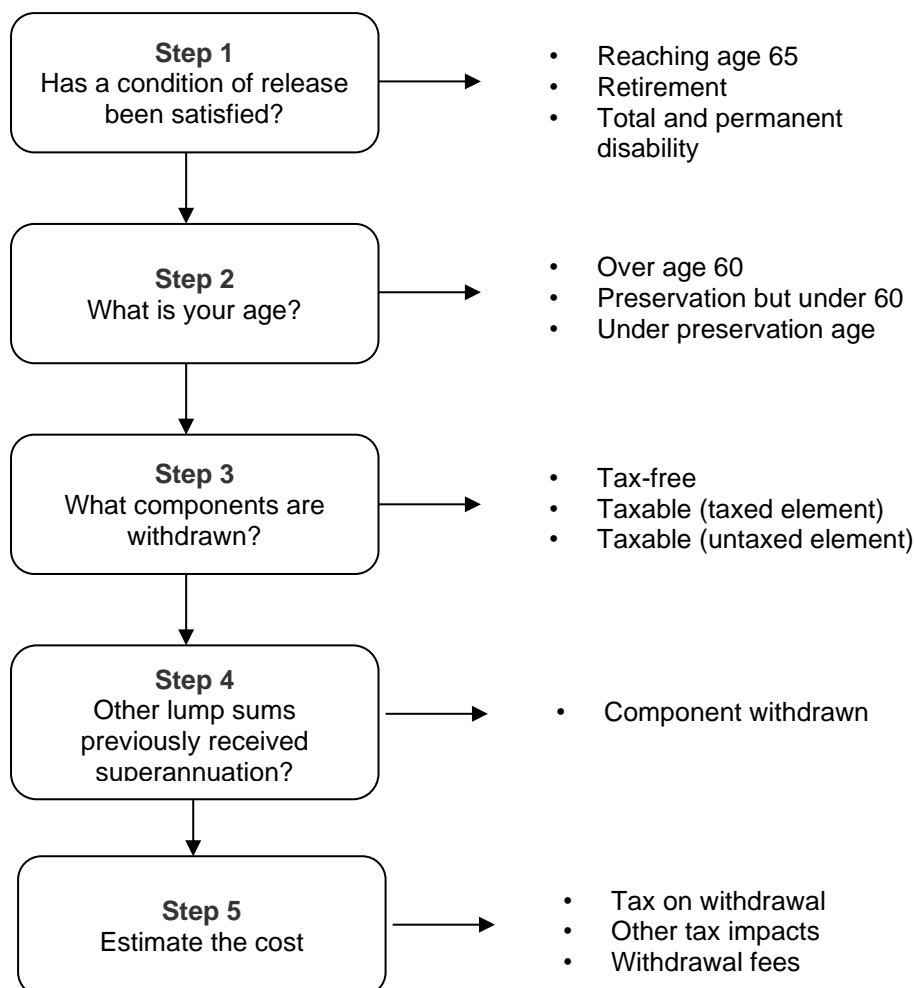 Step 1
Has a condition of release
been satisfied?
• Reaching age 65
• Retirement
• Total and permanent
disability
Step 2
What is your age?
• Over age 60
• Preservation but under 60
• Under preservation age
Step 3
What components are
withdrawn?
• Tax-free
• Taxable (taxed element)
• Taxable (untaxed element)
Step 4
Other lump sums
previously received
superannuation?
• Component withdrawn
Step 5
Estimate the cost
• Tax on withdrawal
• Other tax impacts
• Withdrawal fees